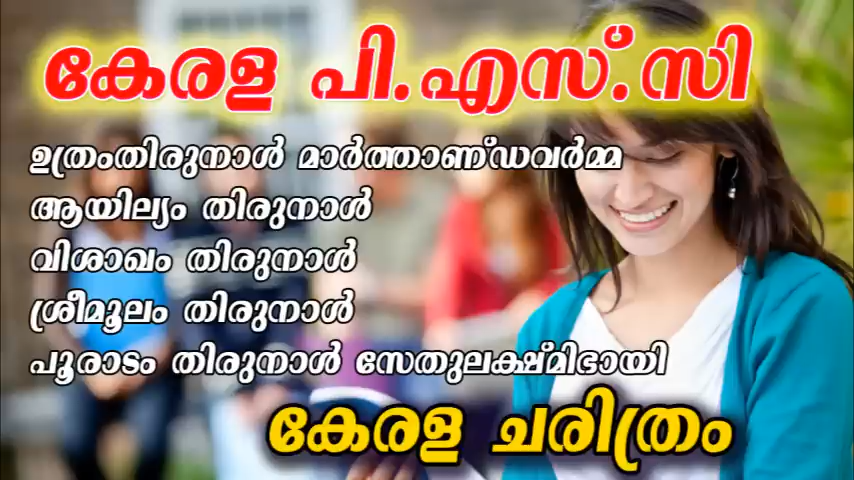 കേരള പി.എസ്.സി
ഉത്രംതിരുനാൾ മാർത്താണ്ഡവർമ്മ
ആയില്യം തിരുനാൾ
വിശാഖം തിരുനാൾ
ശ്രീമൂലം തിരുനാൾ
പൂരാടം തിരുനാൾ സേതുലക്ഷ്മിഭായി
കേരള ചരിത്രം